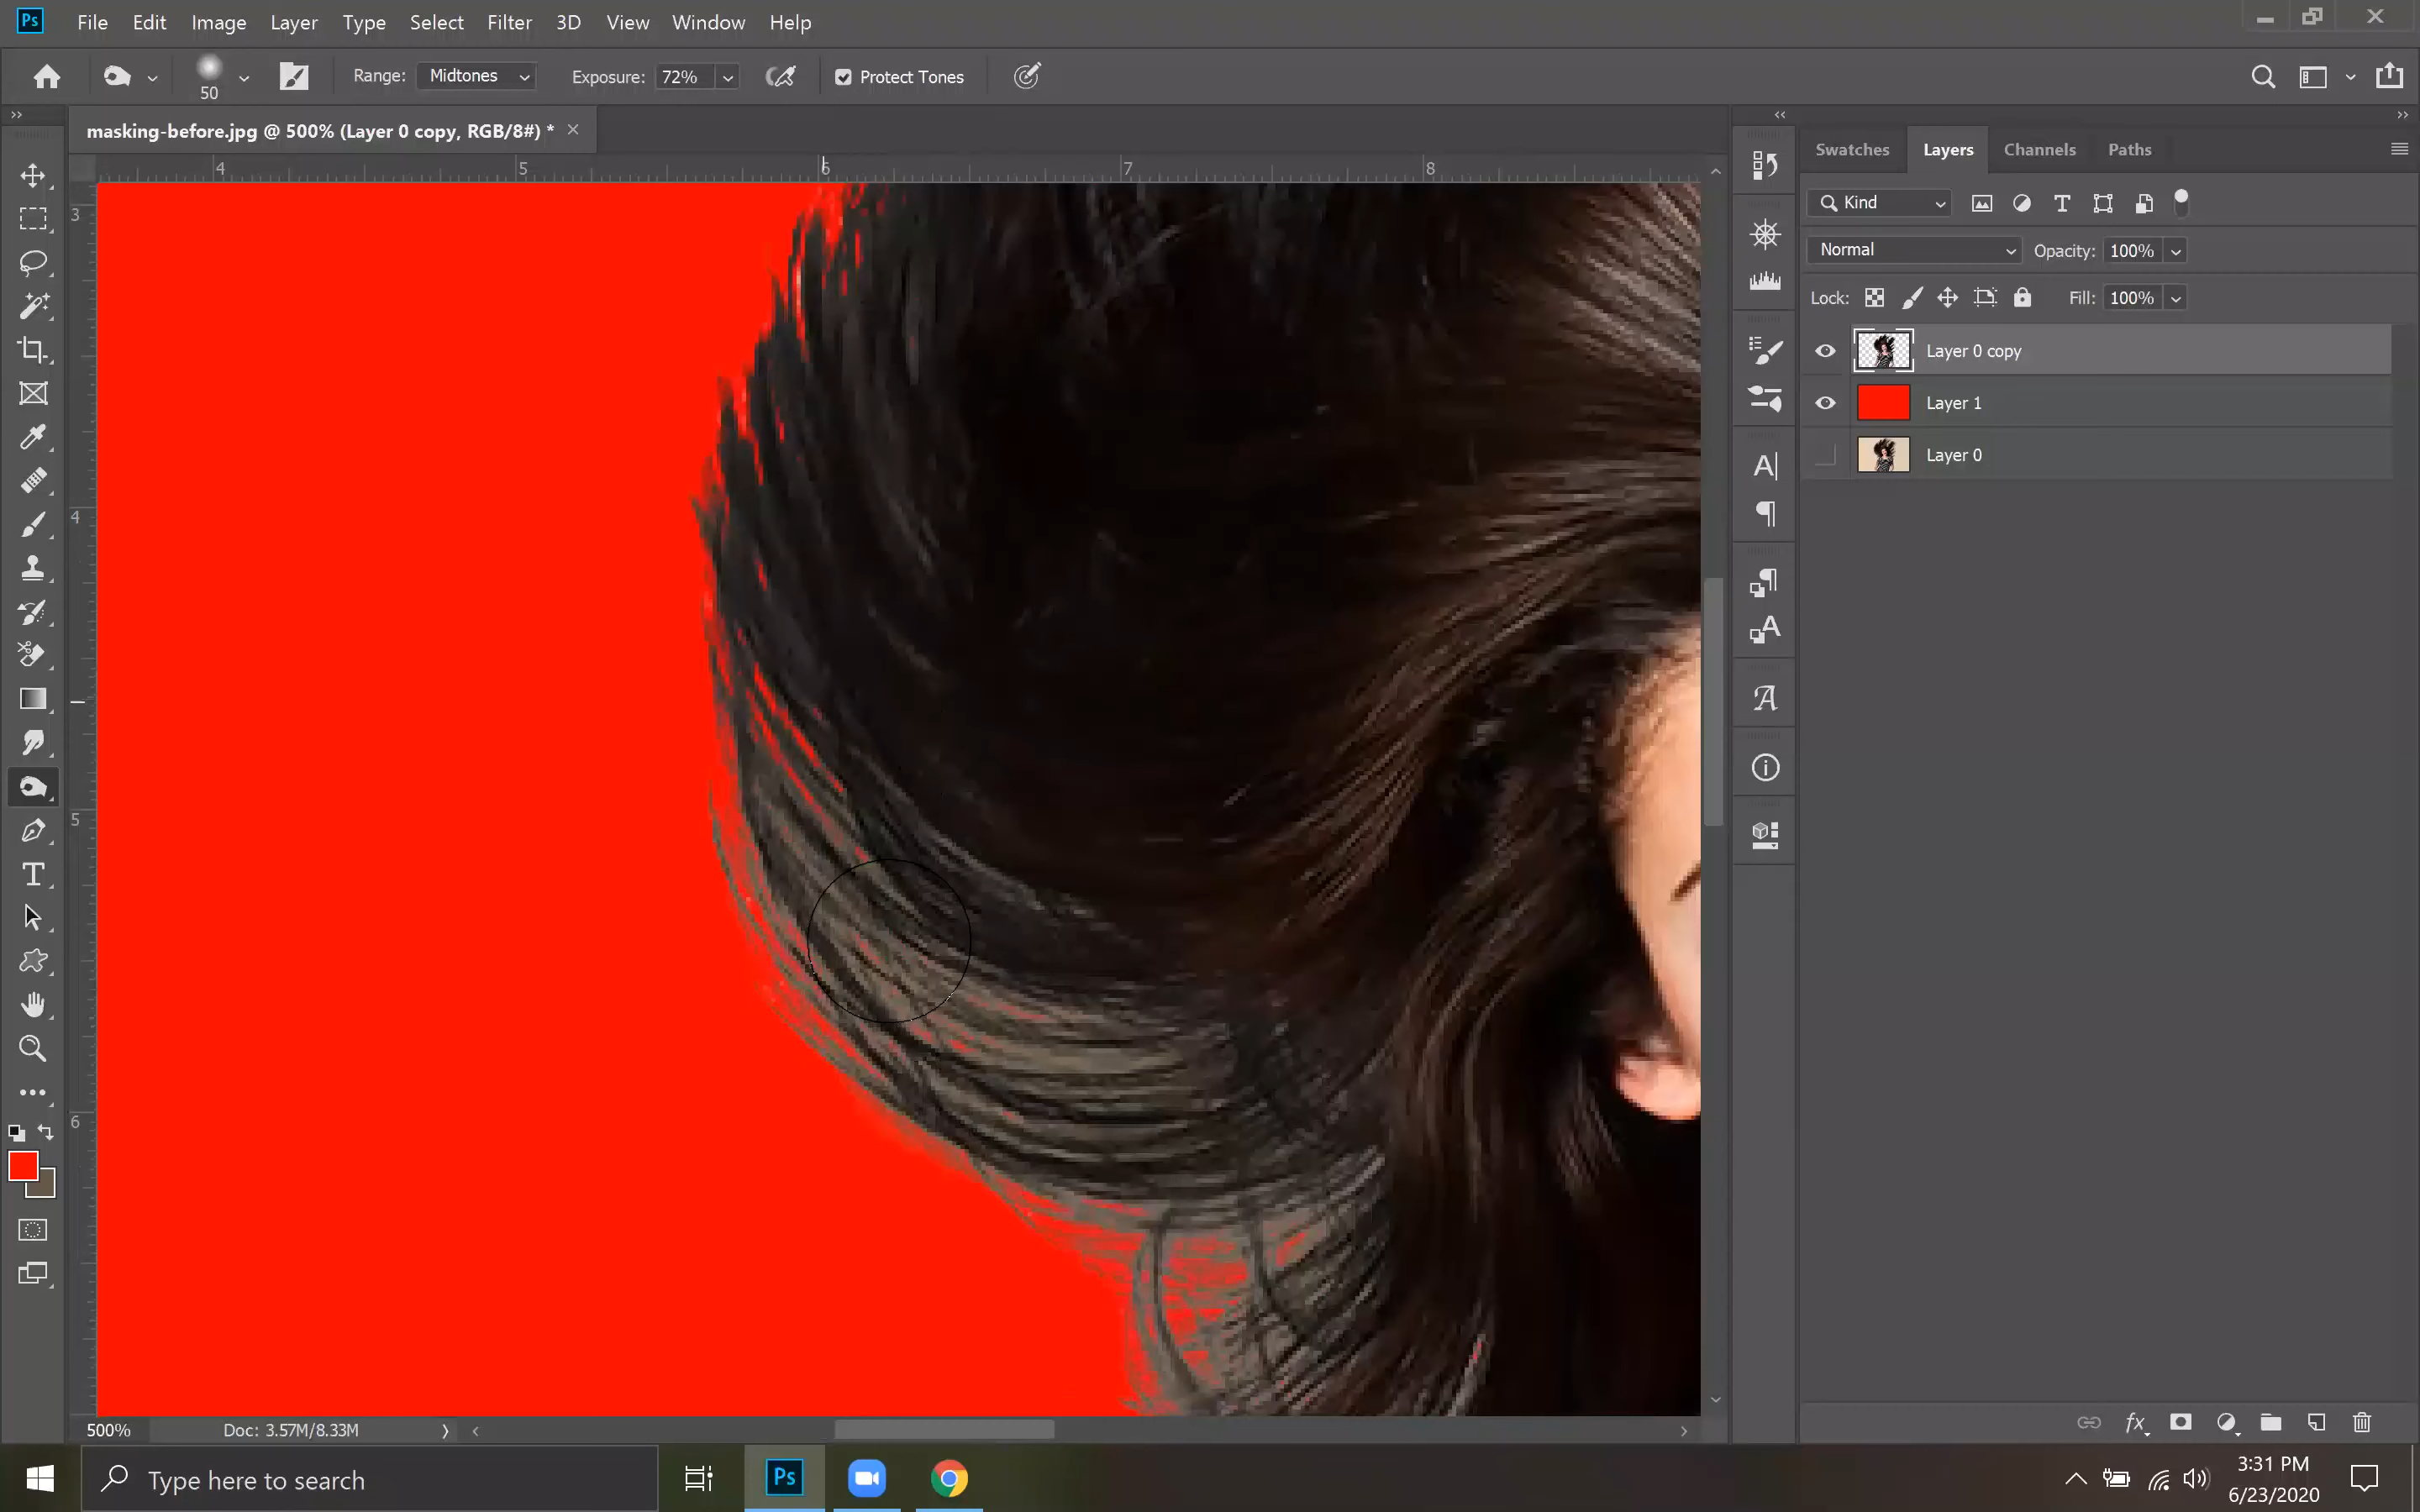 Ps File Edit Image Layer Type Select Filter 3D View Window Help
50 Range: Midtones Exposure: 72% Protect Tones
masking-before.jpg @ 500% (Layer 0 copy, RGB/8#) *
4 5 6 7 8
3
4
5
6
Swatches Layers Channels Paths
Kind
Normal Opacity: 100%
Lock: Fill: 100%
Layer 0 copy
Layer 1
Layer 0
500% Doc: 3.57M/8.33M
Type here to search Ps
3:31 PM
6/23/2020